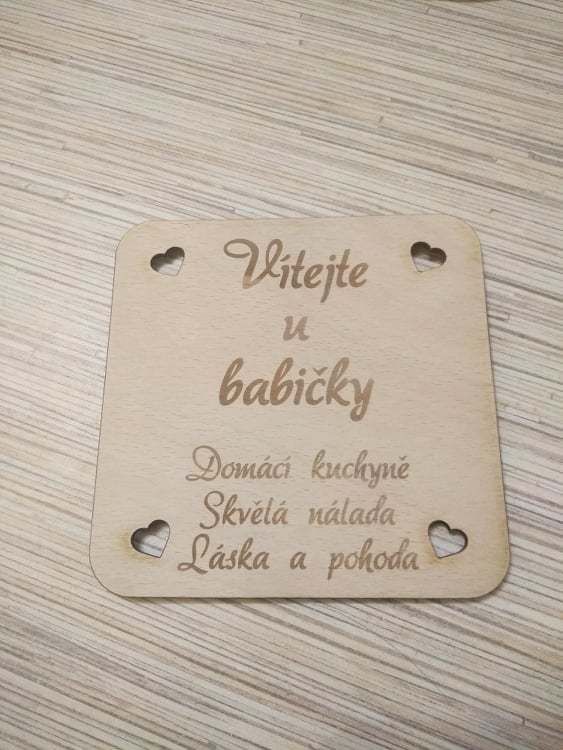 Vítejte
u
babičky
Domácí kuchyně
Skvělá nálada
Láska a pohoda